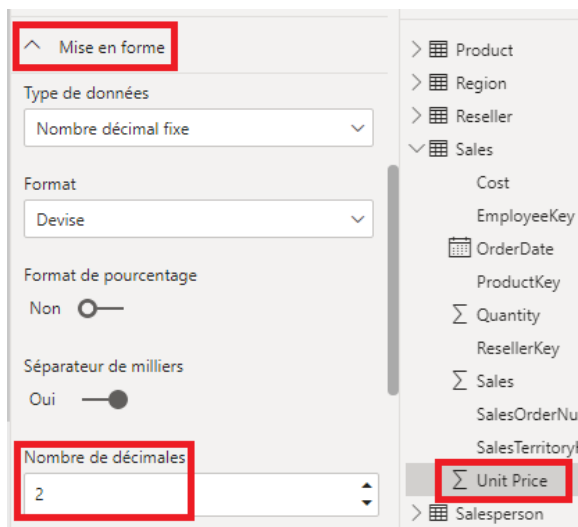 Mise en forme
Type de données
Nombre décimal fixe
Format
Devise
Format de pourcentage
Non
Séparateur de milliers
Oui
Nombre de décimales
2
Product
Region
Reseller
Sales
Cost
EmployeeKey
OrderDate
ProductKey
Quantity
ResellerKey
Sales
SalesOrderNu
SalesTerritory
Unit Price
Salesperson